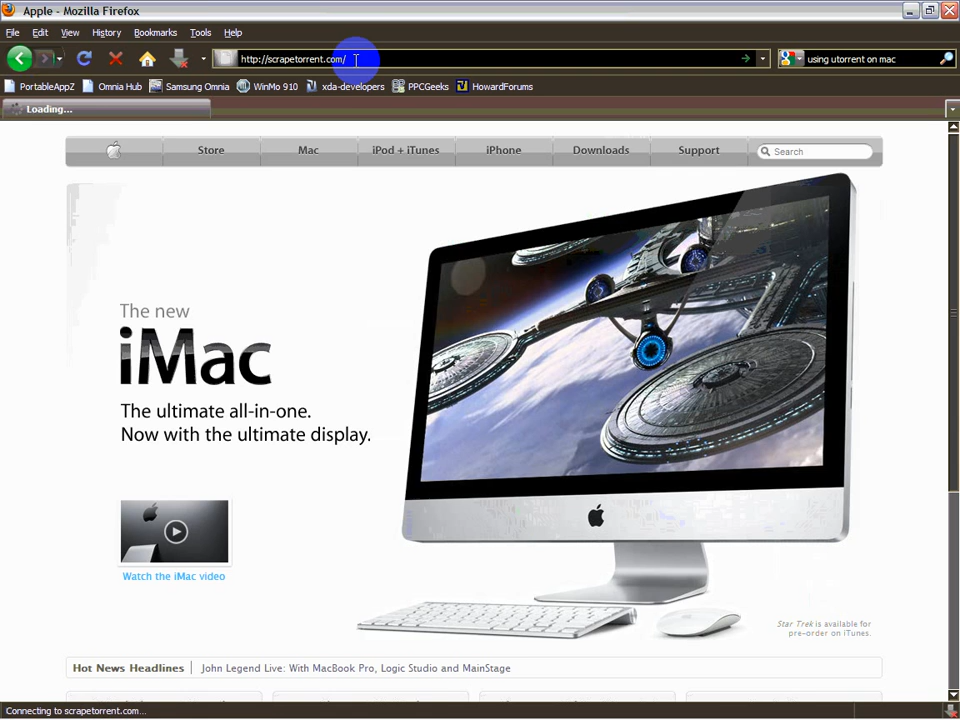 Apple - Mozilla Firefox
File Edit View History Bookmarks Tools Help
http://scrapetorrent.com/ using utorrent on mac
PortableAppZ Omnia Hub Samsung Omnia WinMo 910 xda-developers PPCGeeks HowardForums
Loading...
Store Mac iPod + iTunes iPhone Downloads Support Search
The new
iMac
The ultimate all-in-one.
Now with the ultimate display.
Watch the iMac video
Star Trek is available for
pre-order on iTunes.
Hot News Headlines John Legend Live: With MacBook Pro, Logic Studio and MainStage
Connecting to scrapetorrent.com...